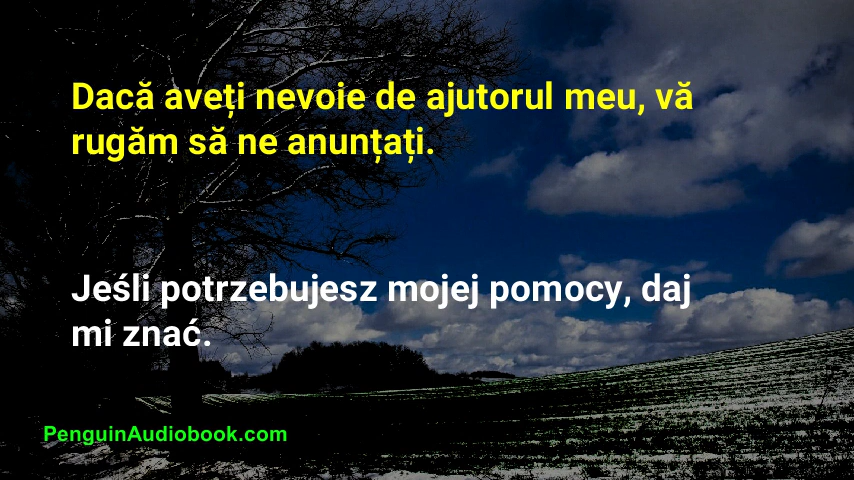 Dacă aveți nevoie de ajutorul meu, vă
rugăm să ne anunțați.
Jeśli potrzebujesz mojej pomocy, daj
mi znać.
PenguinAudiobook.com